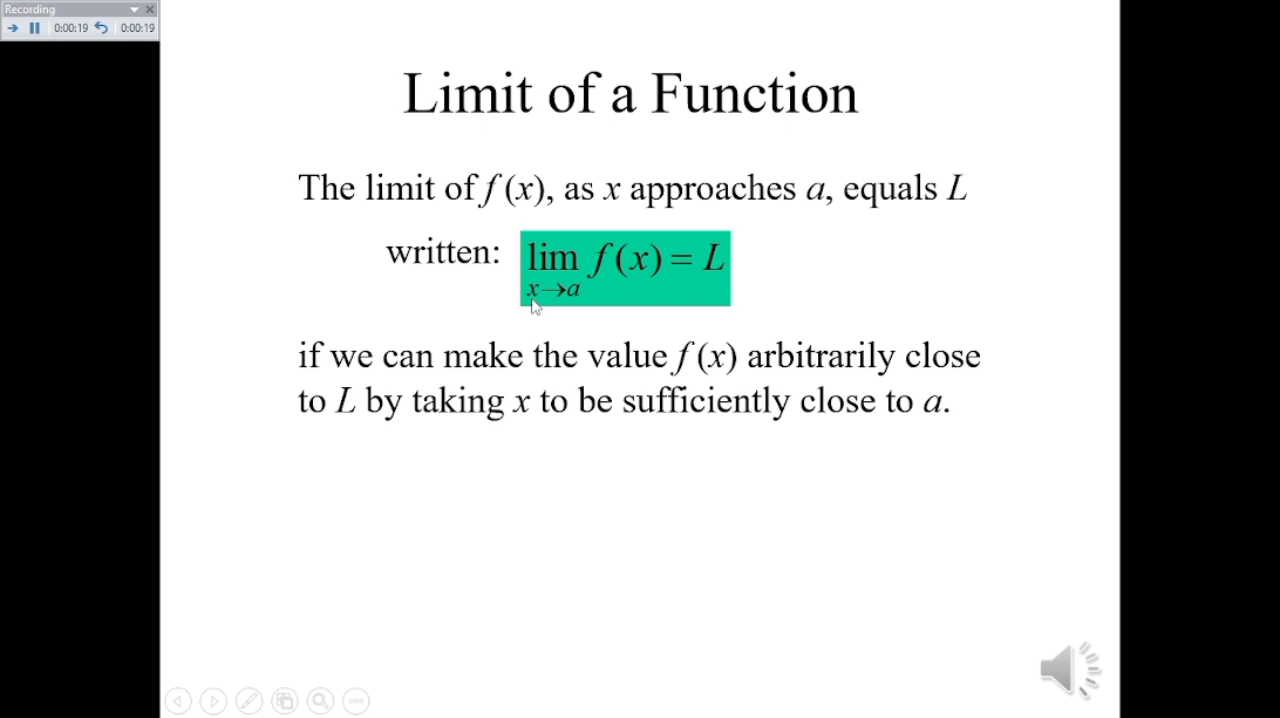 Recording
0:00:19 0:00:19
Limit of a Function
The limit of f (x), as x approaches a, equals L
written: lim f(x) = L
x→a
if we can make the value f (x) arbitrarily close
to L by taking x to be sufficiently close to a.